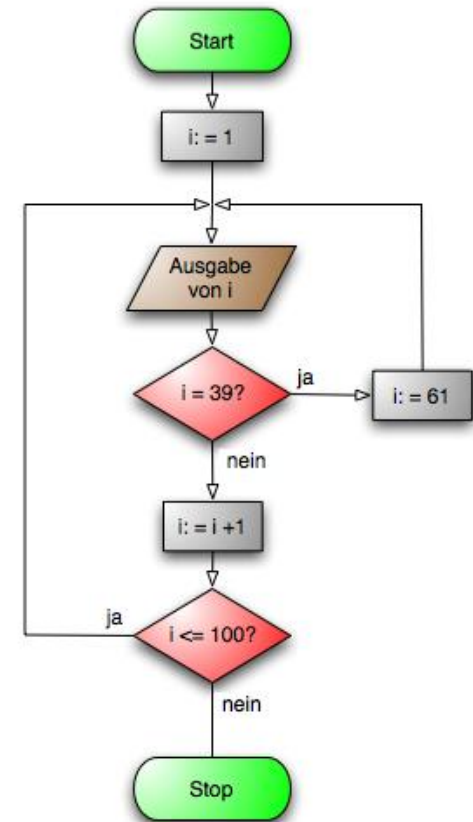 Start
i: = 1
Ausgabe
von i
i = 39?
ja
i: = 61
nein
i: = i +1
ja
i <= 100?
nein
Stop